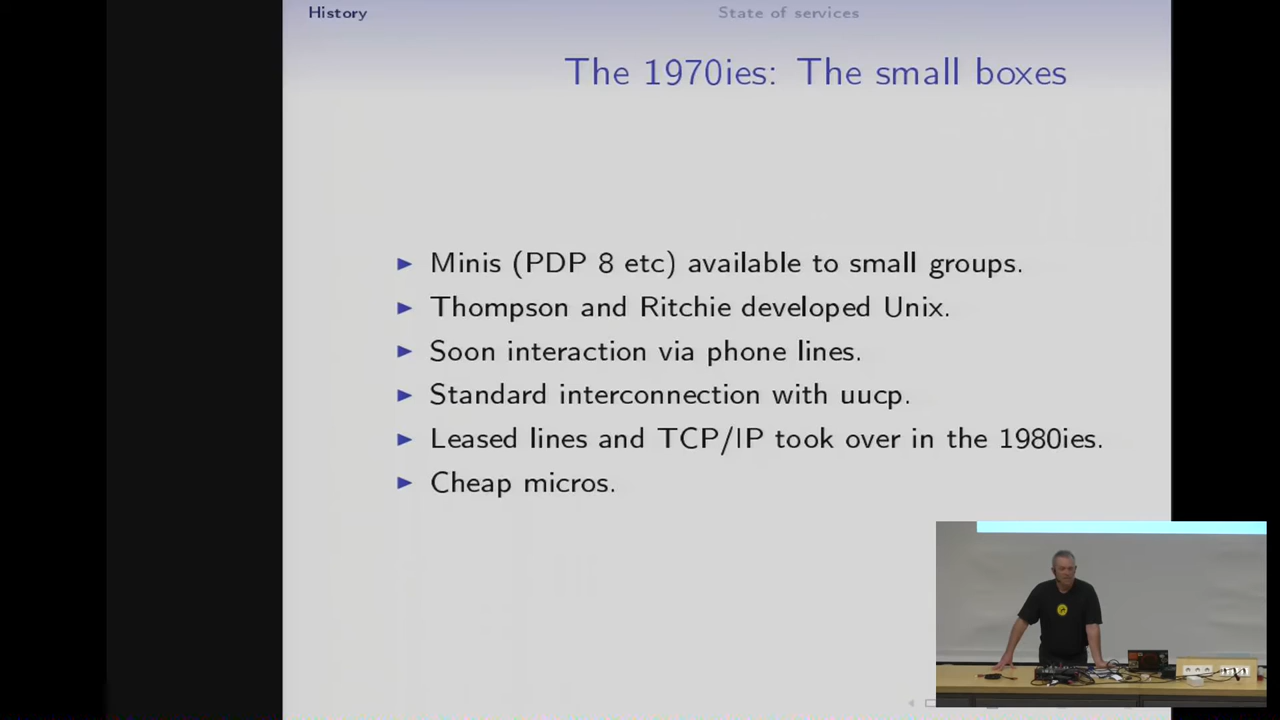 History
State of services
The 1970ies: The small boxes
Minis (PDP 8 etc) available to small groups.
Thompson and Ritchie developed Unix.
Soon interaction via phone lines.
Standard interconnection with uucp.
Leased lines and TCP/IP took over in the 1980ies.
Cheap micros.